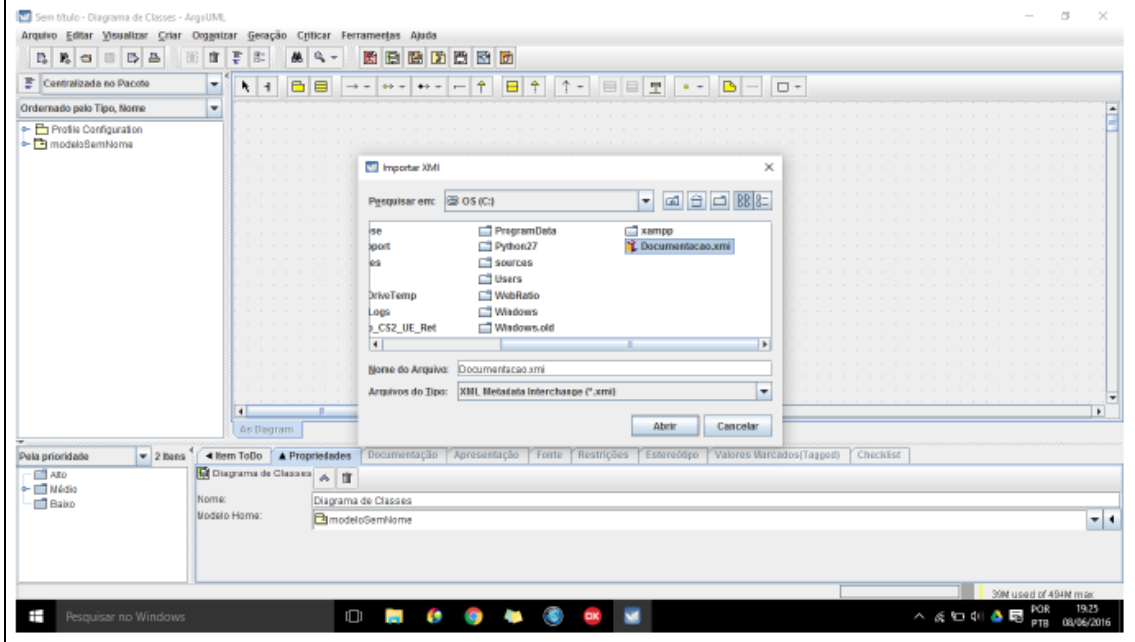 Sem título - Diagrama de Classes - ArgoUML
Arquivo Editar Visualizar Criar Organizar Geração Criticar Ferramentas Ajuda
Centralizada no Pacote
Ordernado pelo Tipo, Nome
Profile Configuration
modeloSemNome
Importar XMI
Pesquisar em: OS (C:)
ProgramData
xampp
Python27
Documentacao.xmi
sources
Users
DriveTemp
WebRatio
Logs
Windows
_CS2_UE_Ret
Windows.old
Nome do Arquivo: Documentacao.xmi
Arquivos do Tipo: XML Metadata Interchange (*.xmi)
Abrir Cancelar
As Diagram
Pela prioridade 2 Itens
Item ToDo Propriedades Documentação Apresentação Fonte Restrições Estereótipo Valores Marcados(Tagged) Checklist
Alto
Médio
Baixo
Diagrama de Classes
Nome: Diagrama de Classes
Modelo Home: modeloSemNome
39M used of 494M max
Pesquisar no Windows
POR
PTB
19:25
08/06/2016